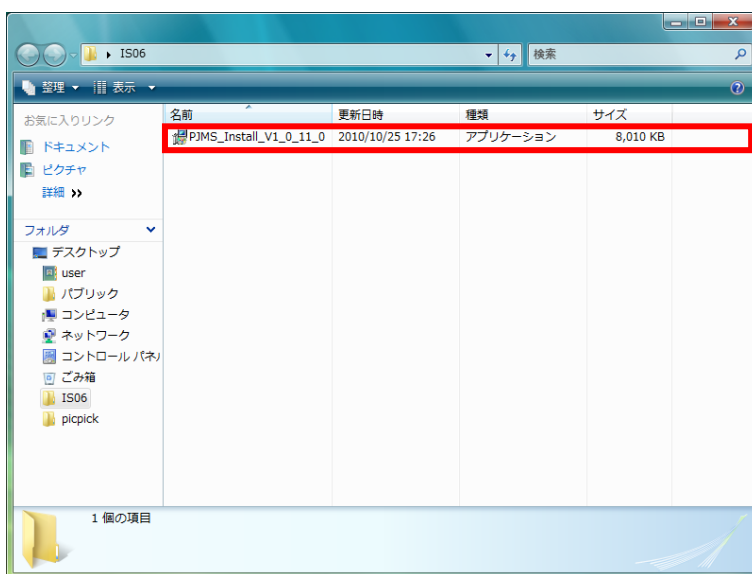 IS06
検索
整理 表示
名前 更新日時 種類 サイズ
PJMS_Install_V1_0_11_0 2010/10/25 17:26 アプリケーション 8,010 KB
お気に入りリンク
ドキュメント
ピクチャ
詳細 >>
フォルダ
デスクトップ
user
パブリック
コンピュータ
ネットワーク
コントロール パネル
ごみ箱
IS06
picpick
1 個の項目